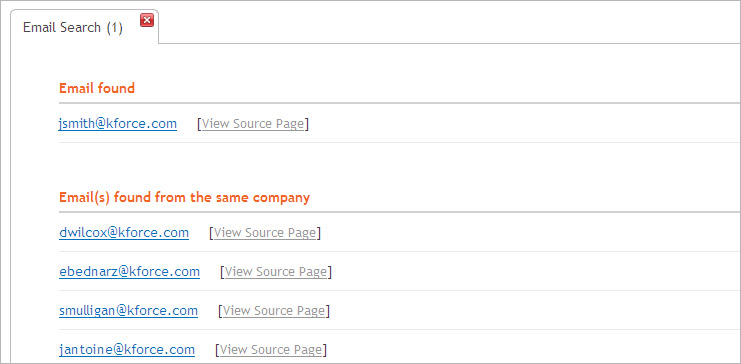 Email Search (1)
Email found
jsmith@kforce.com [View Source Page]
Email(s) found from the same company
dwilcox@kforce.com [View Source Page]
ebednarz@kforce.com [View Source Page]
smulligan@kforce.com [View Source Page]
jantoine@kforce.com [View Source Page]